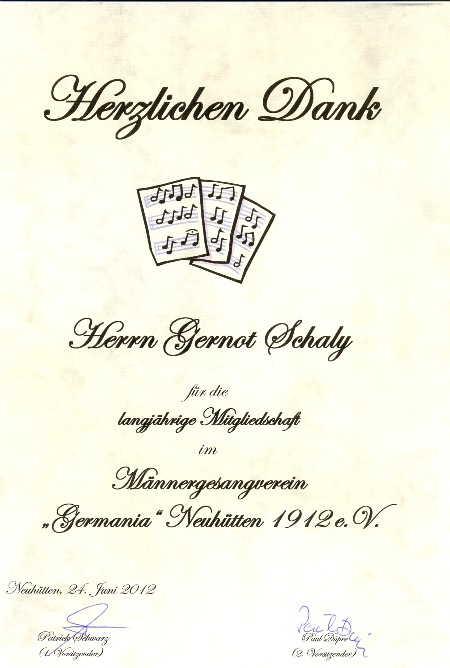 Herzlichen Dank
Herrn Gernot Schaly
für die
langjährige Mitgliedschaft
im
Männergesangverein
„Germania“ Neuhütten 1912 e.V.
Neuhütten, 24. Juni 2012
Patrick Schwarz
Paul Dupré
(1. Vorsitzender)
(2. Vorsitzender)